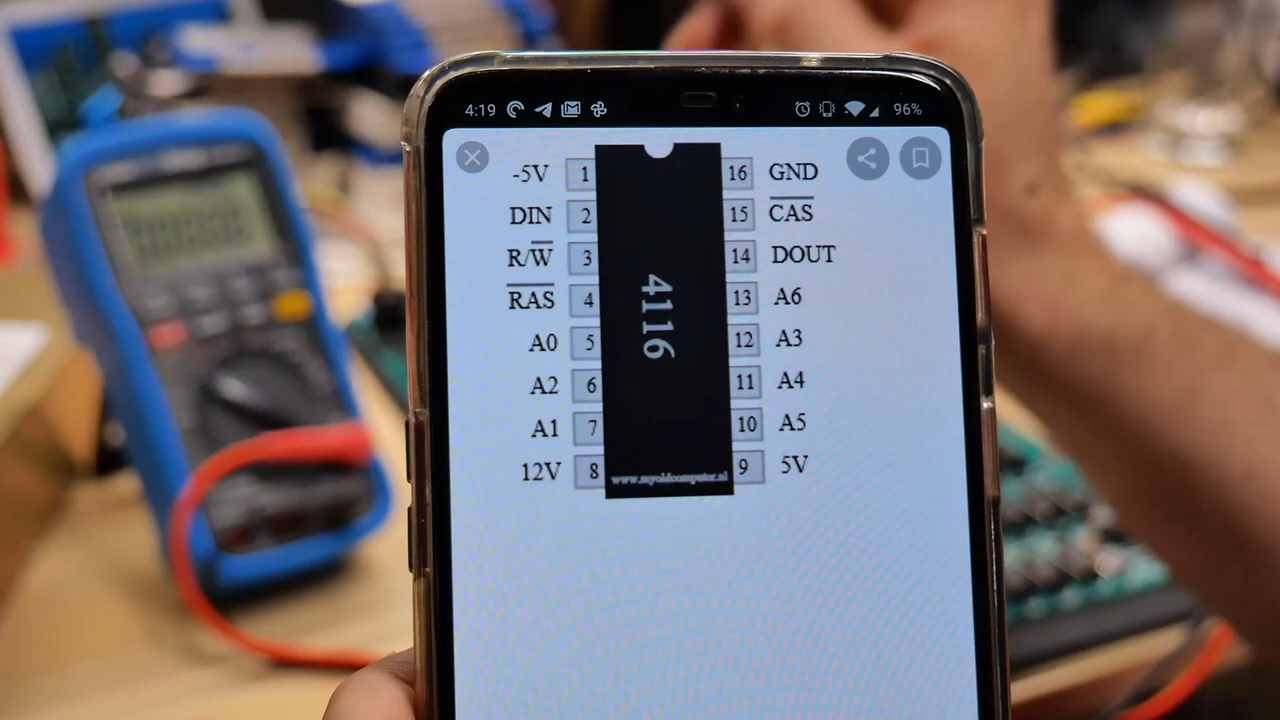 4:19 96%
-5V 1 16 GND
DIN 2 15 CAS
R/W 3 14 DOUT
RAS 4 13 A6
A0 5 12 A3
A2 6 11 A4
A1 7 10 A5
12V 8 9 5V
4116
www.myoldcomputer.nl